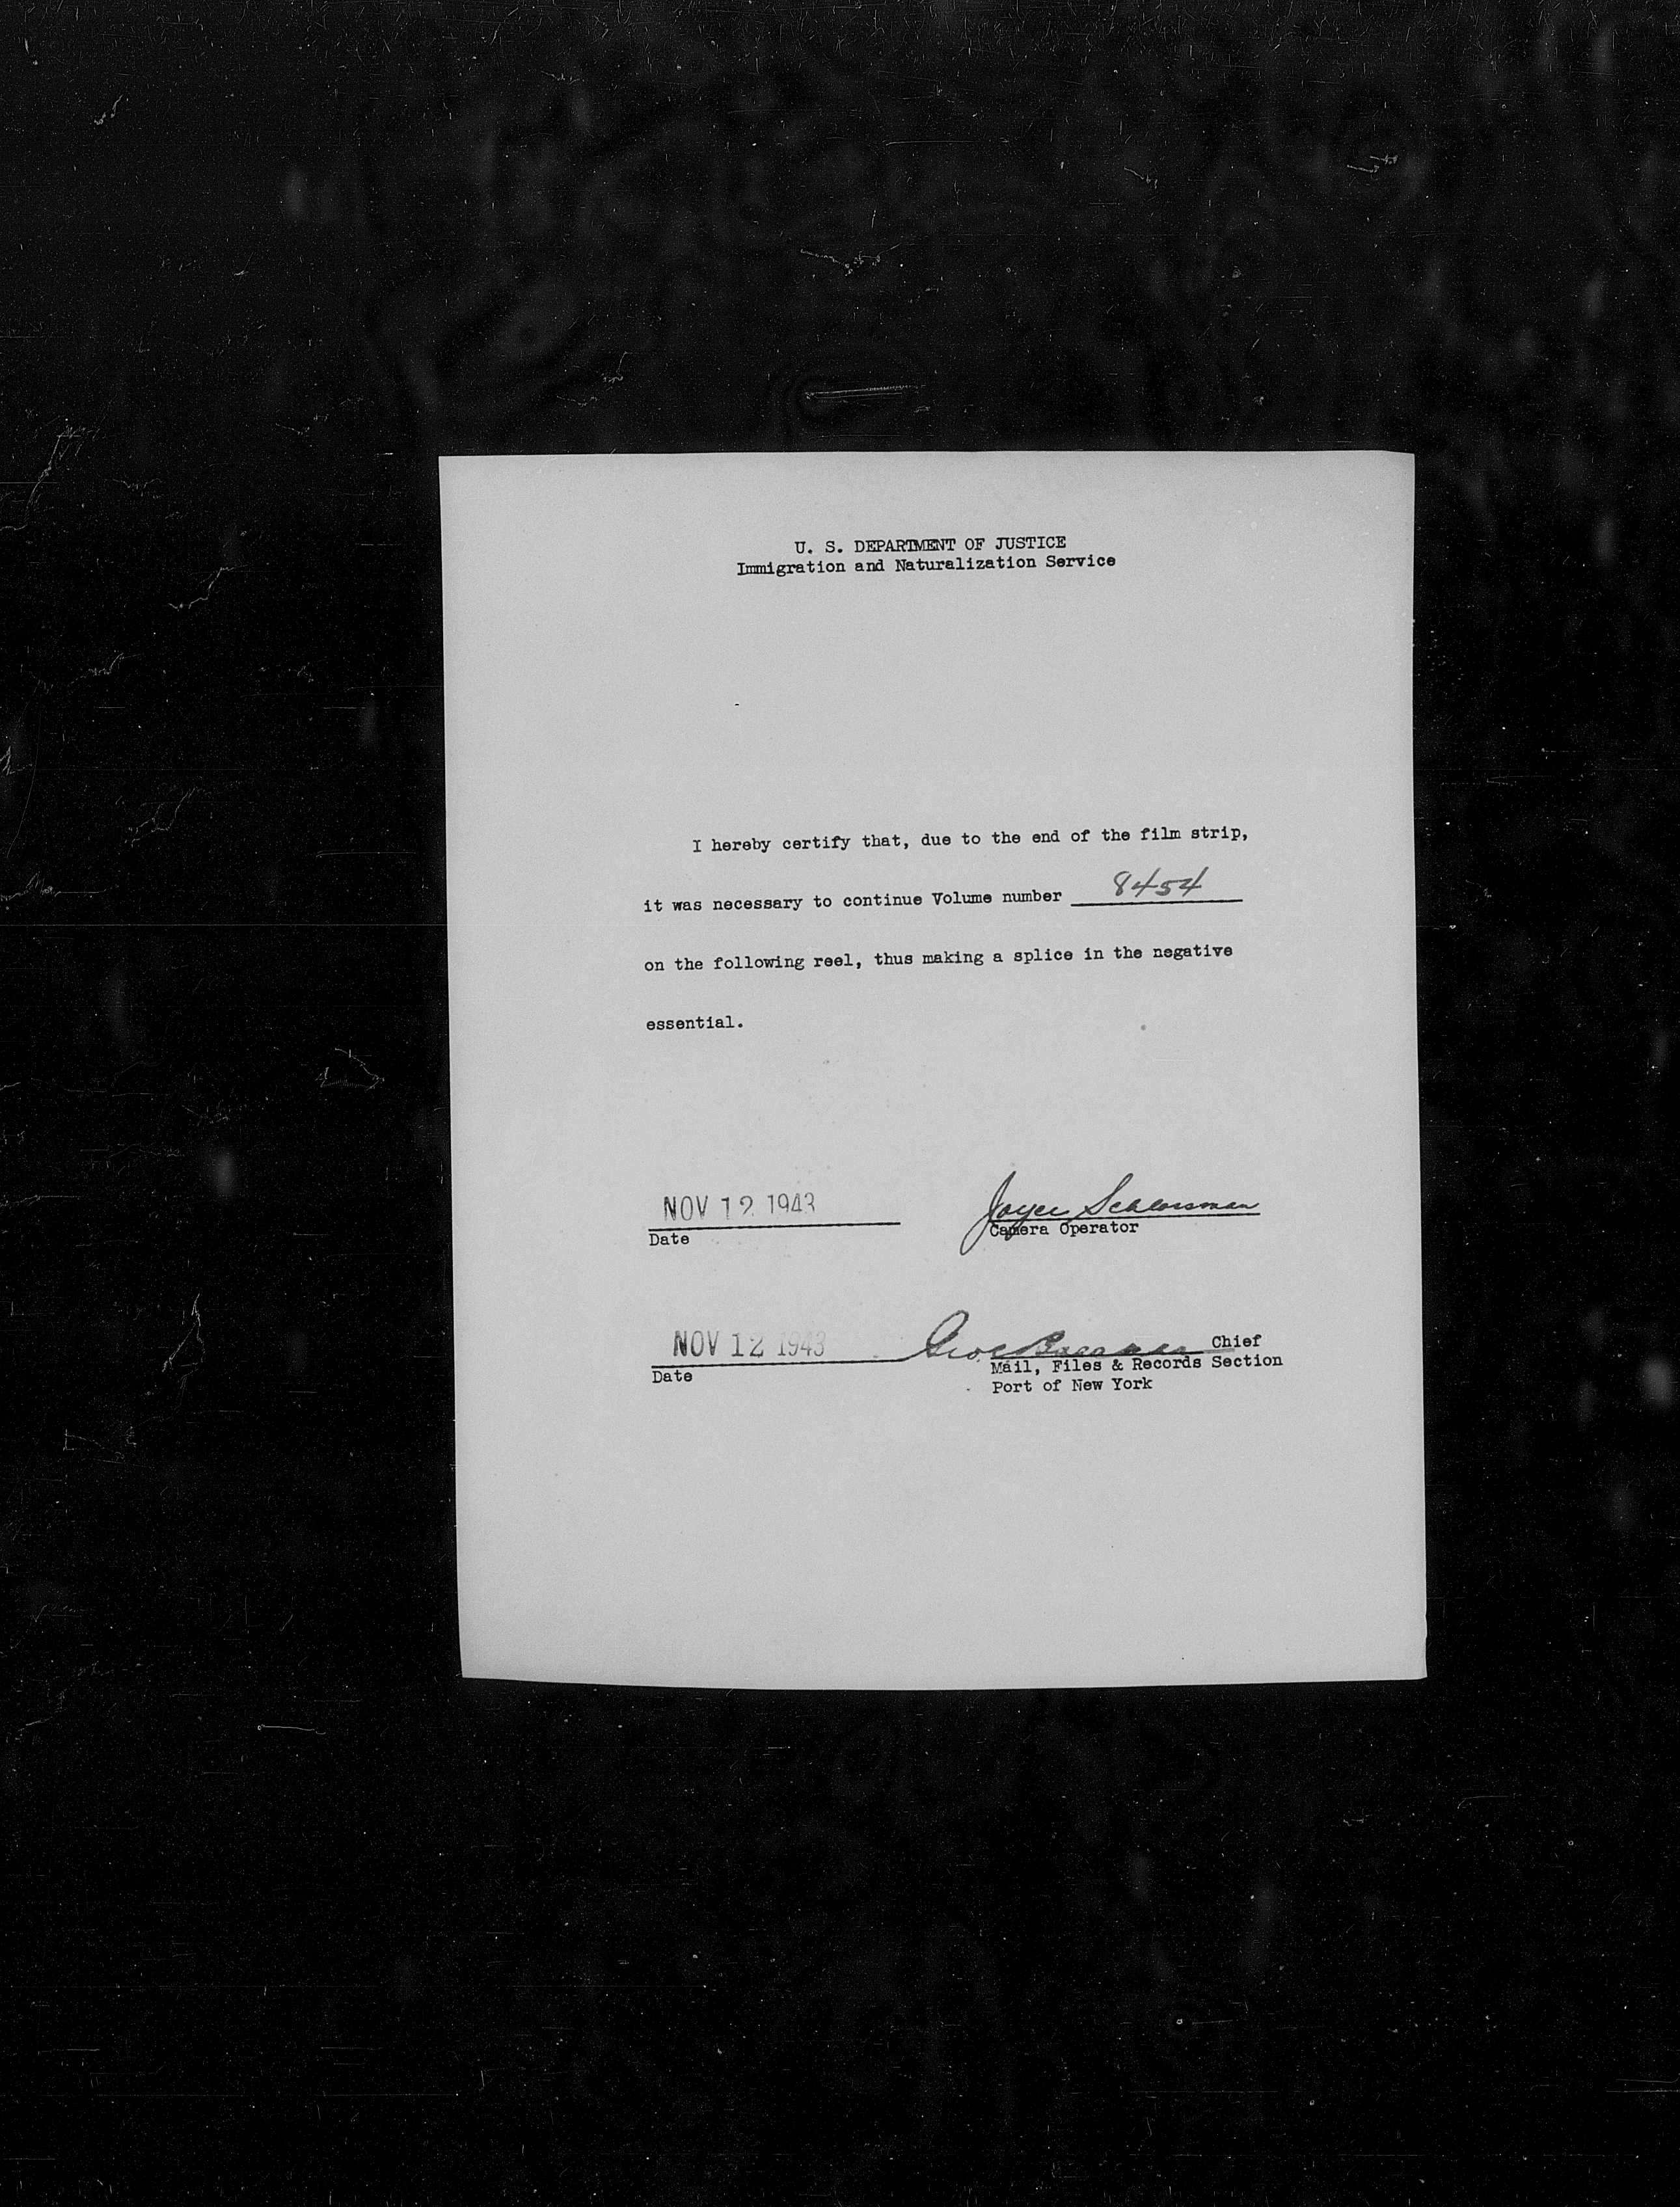 U. S. DEPARTMENT OF JUSTICE
Immigration and Naturalization Service
I hereby certify that, due to the end of the film strip,
it was necessary to continue Volume number 8454
on the following reel, thus making a splice in the negative
essential.
NOV 12 1943 Joyce
Date Camera Operator
NOV 12 1943 Chief
Date Mail, Files & Records Section
Port of New York